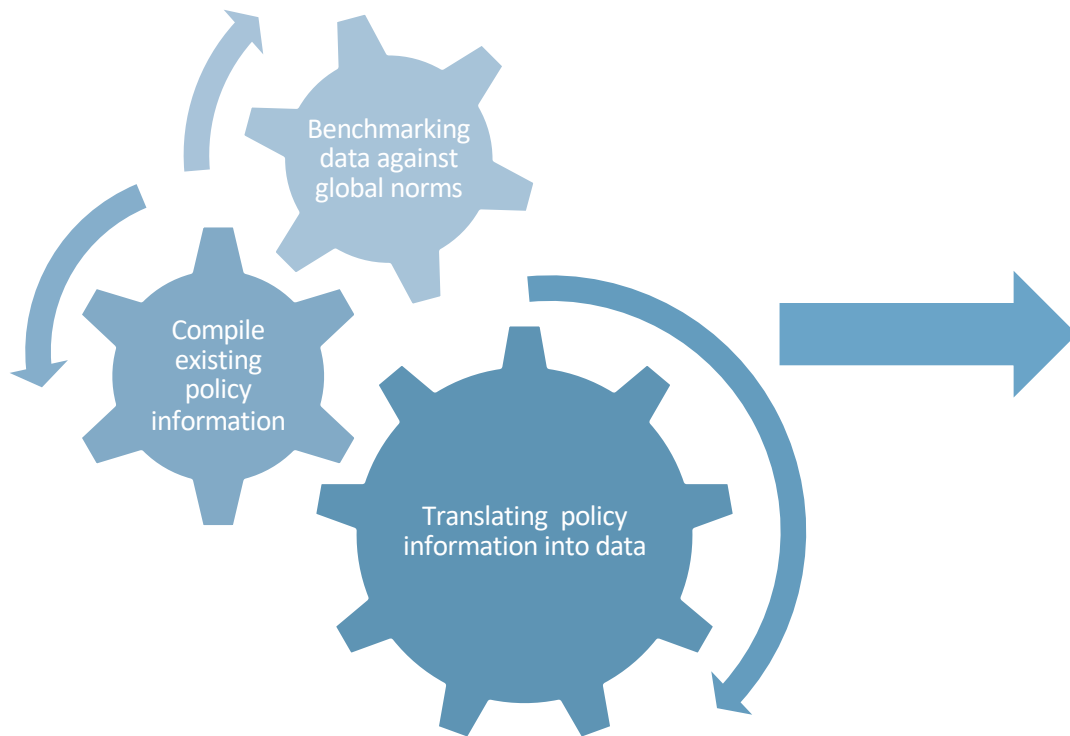 Benchmarking
data against
global norms
Compile
existing
policy
information
Translating  policy
information into data